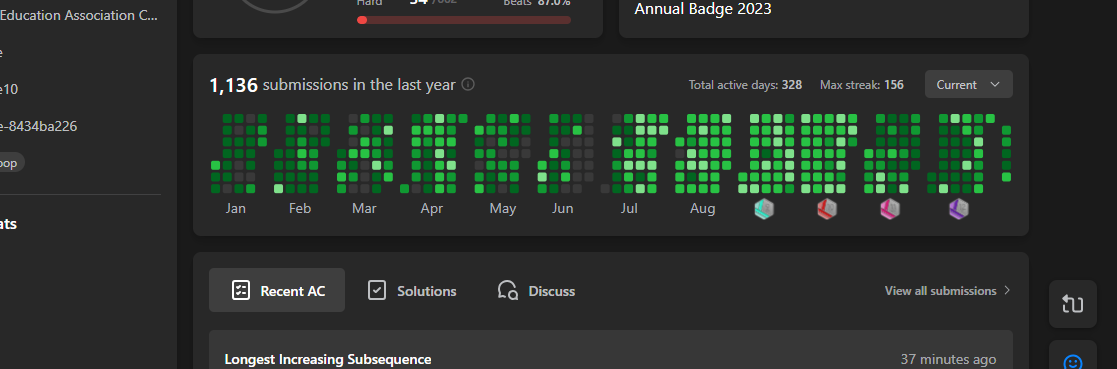 Education Association C...
e
e10
e-8434ba226
oop
ats
Hard
Beats 87.0%
Annual Badge 2023
1,136 submissions in the last year
Total active days: 328
Max streak: 156
Current
Jan Feb Mar Apr May Jun Jul Aug
Recent AC
Solutions
Discuss
View all submissions
Longest Increasing Subsequence
37 minutes ago